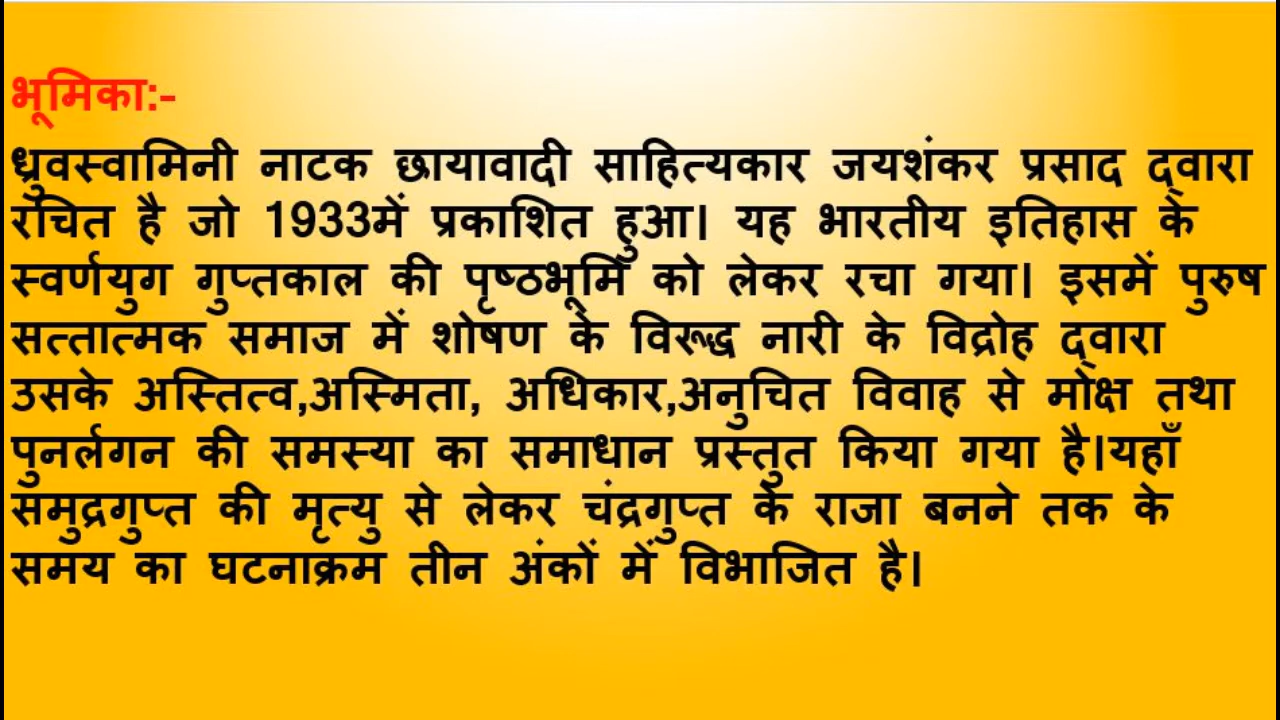 भूमिका:-
ध्रुवस्वामिनी नाटक छायावादी साहित्यकार जयशंकर प्रसाद द्वारा
रचित है जो 1933में प्रकाशित हुआ। यह भारतीय इतिहास के
स्वर्णयुग गुप्तकाल की पृष्ठभूमि को लेकर रचा गया। इसमें पुरुष
सत्तात्मक समाज में शोषण के विरूद्ध नारी के विद्रोह द्वारा
उसके अस्तित्व,अस्मिता, अधिकार,अनुचित विवाह से मोक्ष तथा
पुनर्लगन की समस्या का समाधान प्रस्तुत किया गया है।यहाँ
समुद्रगुप्त की मृत्यु से लेकर चंद्रगुप्त के राजा बनने तक के
समय का घटनाक्रम तीन अंकों में विभाजित है।